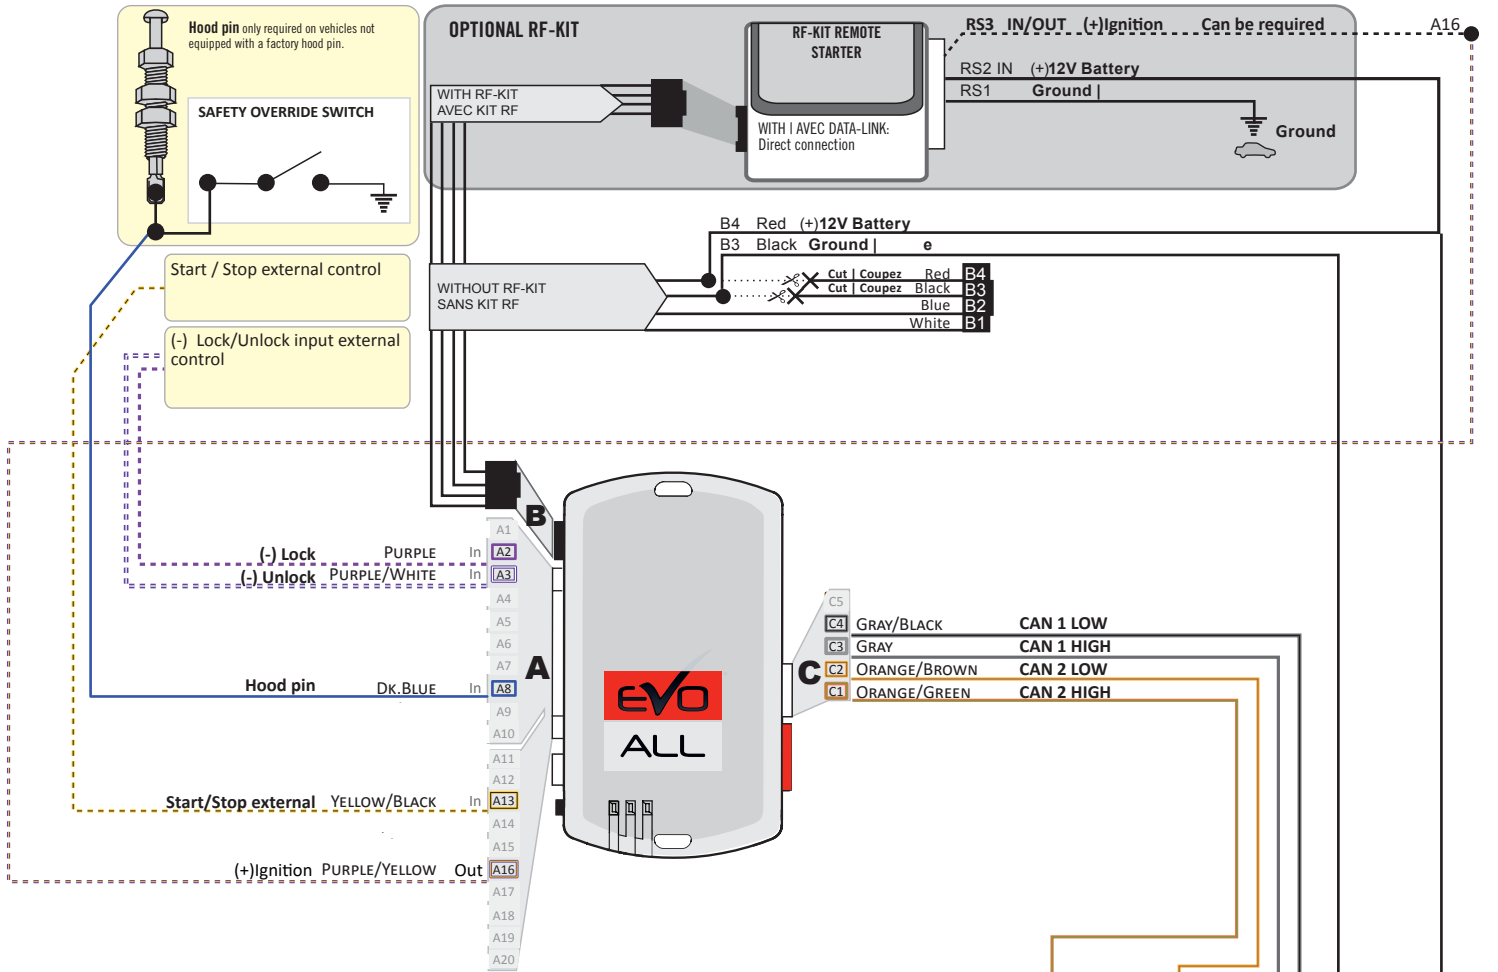 Hood pin only required on vehicles not
equipped with a factory hood pin.
SAFETY OVERRIDE SWITCH
Start / Stop external control
(-) Lock/Unlock input external
control
OPTIONAL RF-KIT
WITH RF-KIT
AVEC KIT RF
RF-KIT REMOTE
STARTER
WITH | AVEC DATA-LINK:
Direct connection
RS3 IN/OUT (+)Ignition Can be required A16
RS2 IN (+)12V Battery
RS1 Ground |
Ground
B4 Red (+)12V Battery
B3 Black Ground | e
WITHOUT RF-KIT
SANS KIT RF
Cut | Coupez Red B4
Cut | Coupez Black B3
Blue B2
White B1
B
A1
(-) Lock PURPLE In A2
(-) Unlock PURPLE/WHITE In A3
A4
A5
A6
A7
A
Hood pin DK.BLUE In A8
A9
A10
A11
A12
Start/Stop external YELLOW/BLACK In A13
A14
A15
(+)Ignition PURPLE/YELLOW Out A16
A17
A18
A19
A20
EVO
ALL
C
C5
C4 GRAY/BLACK CAN 1 LOW
C3 GRAY CAN 1 HIGH
C2 ORANGE/BROWN CAN 2 LOW
C1 ORANGE/GREEN CAN 2 HIGH